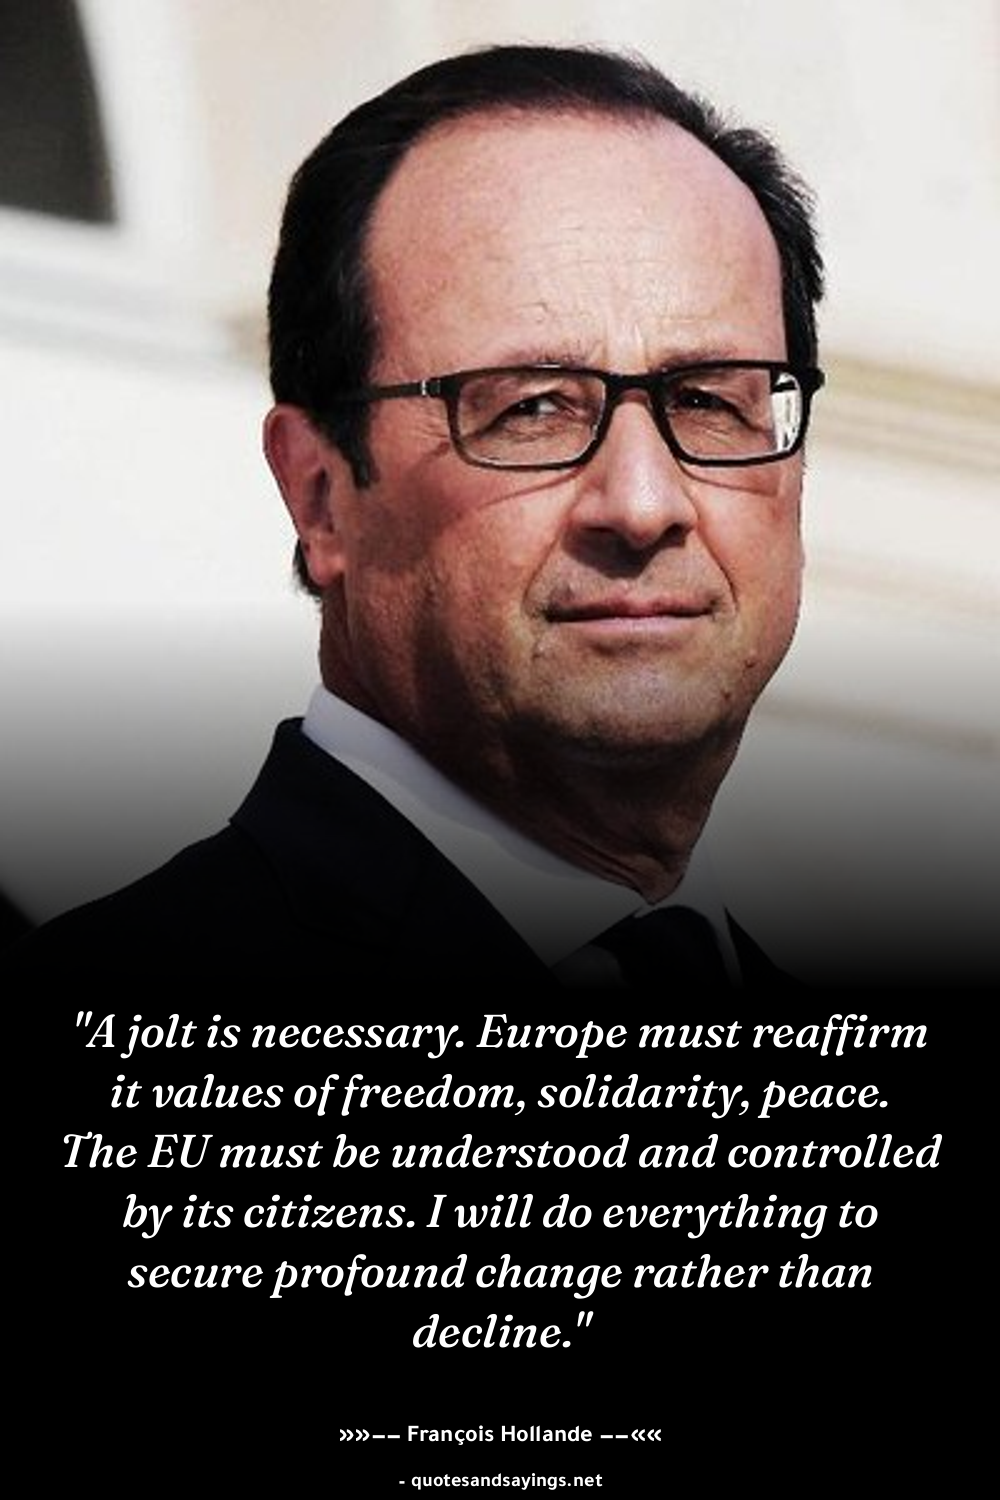 "A jolt is necessary. Europe must reaffirm
it values of freedom, solidarity, peace.
The EU must be understood and controlled
by its citizens. I will do everything to
secure profound change rather than
decline."
»»–– François Hollande ––««
- quotesandsayings.net